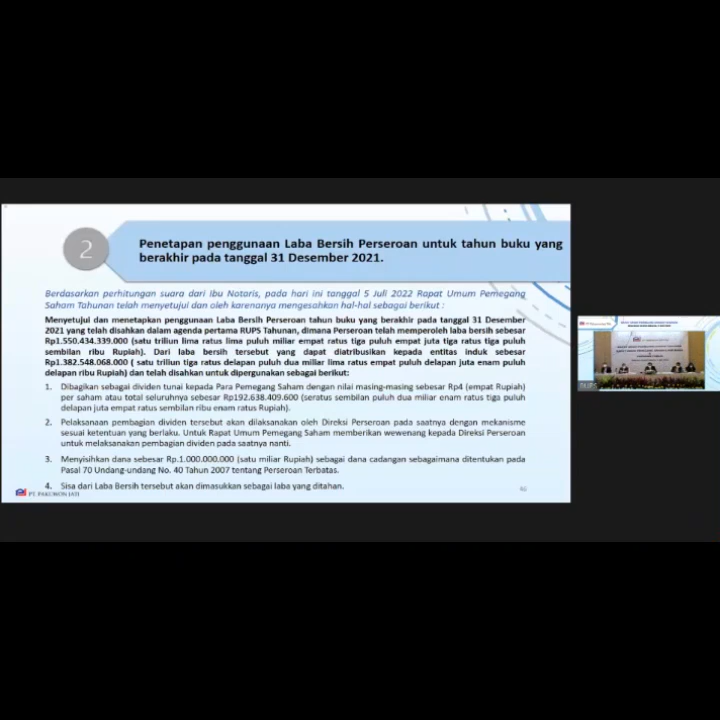 2
Penetapan penggunaan Laba Bersih Perseroan untuk tahun buku yang
berakhir pada tanggal 31 Desember 2021.
Berdasarkan perhitungan suara dari Ibu Notaris, pada hari ini tanggal 5 Juli 2022 Rapat Umum Pemegang
Saham Tahunan telah menyetujui dan oleh karenanya mengesahkan hal-hal sebagai berikut :
Menyetujui dan menetapkan penggunaan Laba Bersih Perseroan tahun buku yang berakhir pada tanggal 31 Desember
2021 yang telah disahkan dalam agenda pertama RUPS Tahunan, dimana Perseroan telah memperoleh laba bersih sebesar
Rp1.550.434.339.000 (satu triliun lima ratus lima puluh miliar empat ratus tiga puluh empat juta tiga ratus tiga puluh
sembilan ribu Rupiah). Dari laba bersih tersebut yang dapat diatribusikan kepada entitas induk sebesar
Rp1.382.548.068.000 ( satu triliun tiga ratus delapan puluh dua miliar lima ratus empat puluh delapan juta enam puluh
delapan ribu Rupiah) dan telah disahkan untuk dipergunakan sebagai berikut:
1. Dibagikan sebagai dividen tunai kepada Para Pemegang Saham dengan nilai masing-masing sebesar Rp4 (empat Rupiah)
per saham atau total seluruhnya sebesar Rp192.638.409.600 (seratus sembilan puluh dua miliar enam ratus tiga puluh
delapan juta empat ratus sembilan ribu enam ratus Rupiah).
2. Pelaksanaan pembagian dividen tersebut akan dilaksanakan oleh Direksi Perseroan pada saatnya dengan mekanisme
sesuai ketentuan yang berlaku. Untuk Rapat Umum Pemegang Saham memberikan wewenang kepada Direksi Perseroan
untuk melaksanakan pembagian dividen pada saatnya nanti.
3. Menyisihkan dana sebesar Rp.1.000.000.000 (satu miliar Rupiah) sebagai dana cadangan sebagaimana ditentukan pada
Pasal 70 Undang-undang No. 40 Tahun 2007 tentang Perseroan Terbatas.
4. Sisa dari Laba Bersih tersebut akan dimasukkan sebagai laba yang ditahan.
PT. PAKUWON JATI